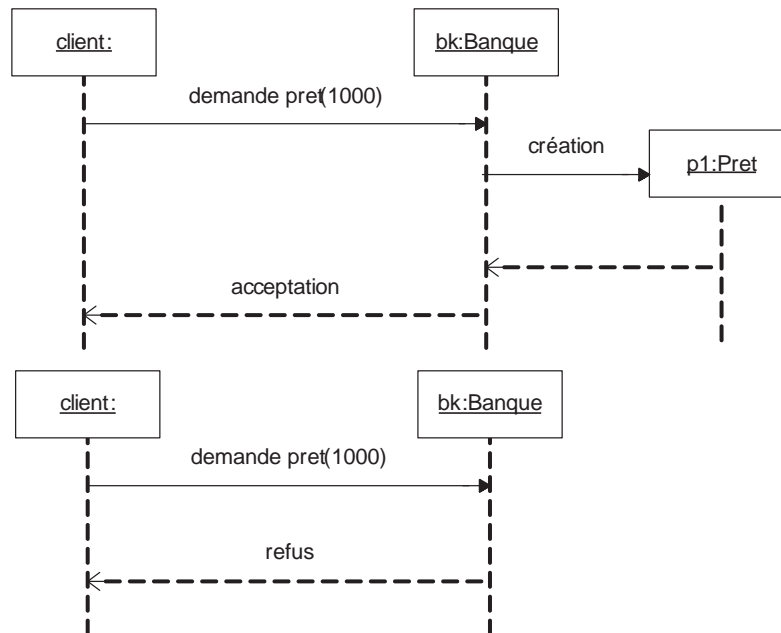 client:
bk:Banque
demande pret(1000)
création
p1:Pret
acceptation
client:
bk:Banque
demande pret(1000)
refus